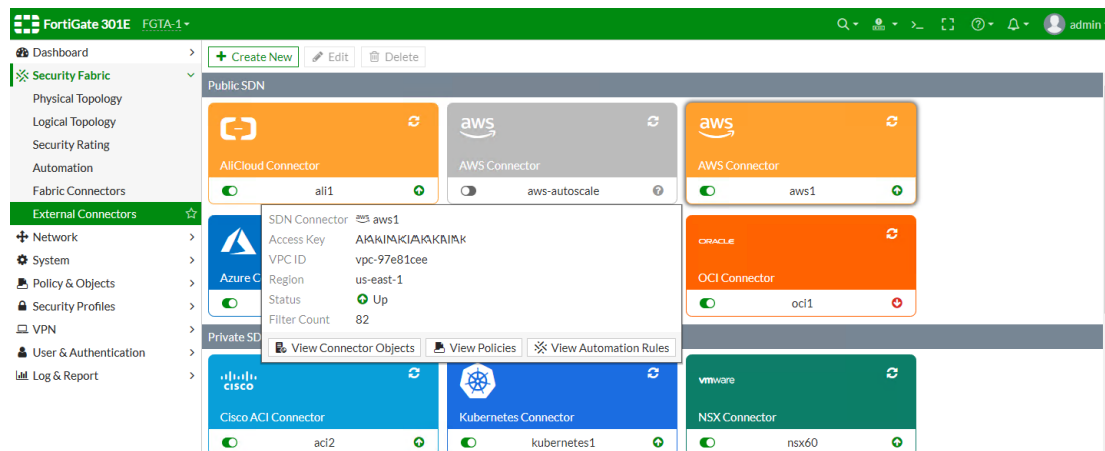 FortiGate 301E FGTA-1
admin
Dashboard
Security Fabric
Physical Topology
Logical Topology
Security Rating
Automation
Fabric Connectors
External Connectors
Network
System
Policy & Objects
Security Profiles
VPN
User & Authentication
Log & Report
+ Create New Edit Delete
Public SDN
AliCloud Connector
ali1
aws
AWS Connector
aws-autoscale
aws
AWS Connector
aws1
Azure C
ORACLE
OCI Connector
oci1
SDN Connector aws aws1
Access Key
VPC ID vpc-97e81cee
Region us-east-1
Status Up
Filter Count 82
View Connector Objects View Policies View Automation Rules
Private SD
CISCO
Cisco ACI Connector
aci2
Kubernetes Connector
kubernetes1
vmware
NSX Connector
nsx60